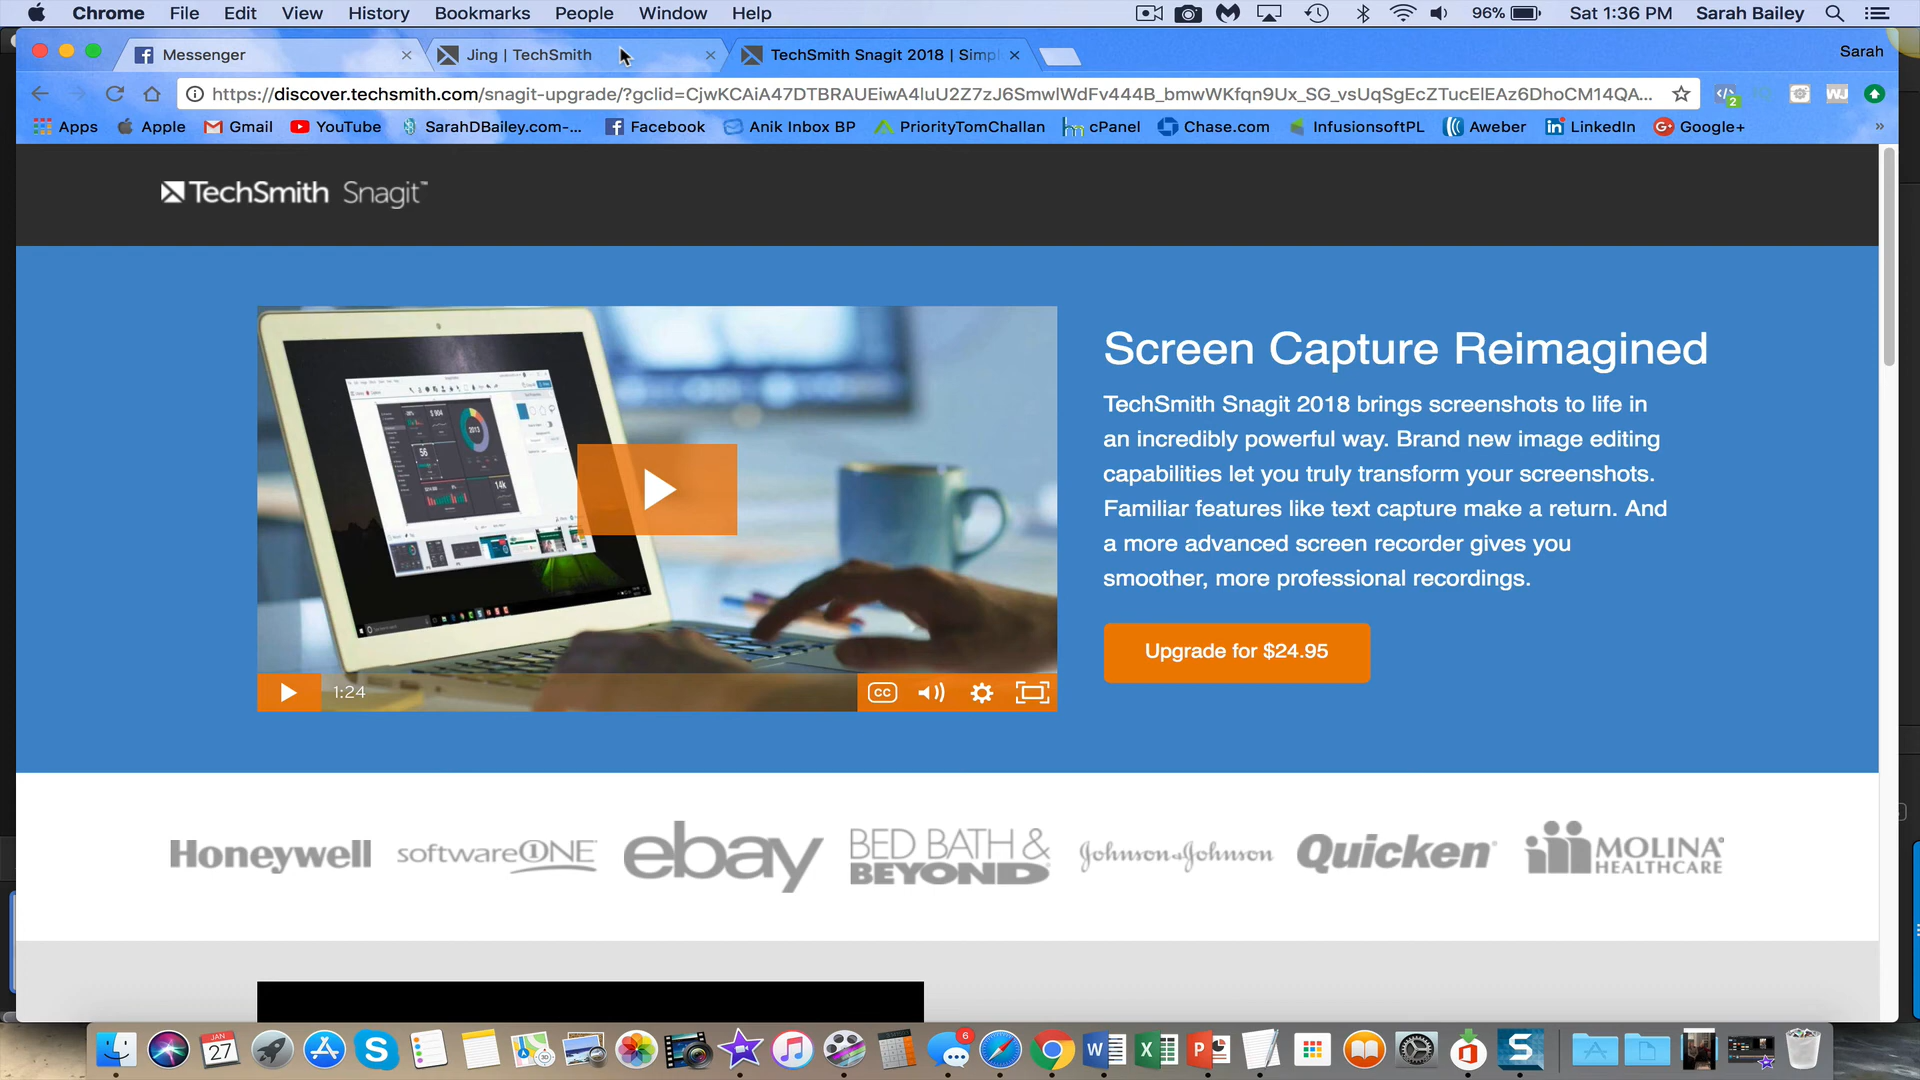 Chrome File Edit View History Bookmarks People Window Help 96% Sat 1:36 PM Sarah Bailey
Messenger Jing | TechSmith TechSmith Snagit 2018 | Simpl Sarah
https://discover.techsmith.com/snagit-upgrade/?gclid=CjwKCAiA47DTBRAUEiwA4luU2Z7zJ6SmwlWdFv444B_bmwWKfqn9Ux_SG_vsUqSgEcZTucElEAz6DhoCM14QA...
Apps Apple Gmail YouTube SarahDBailey.com-... Facebook Anik Inbox BP PriorityTomChallan cPanel Chase.com InfusionsoftPL Aweber LinkedIn Google+ »
TechSmith Snagit™
Screen Capture Reimagined
TechSmith Snagit 2018 brings screenshots to life in
an incredibly powerful way. Brand new image editing
capabilities let you truly transform your screenshots.
Familiar features like text capture make a return. And
a more advanced screen recorder gives you
smoother, more professional recordings.
Upgrade for $24.95
1:24 CC
Honeywell softwareONE ebay BED BATH & BEYOND Johnson & Johnson Quicken MOLINA HEALTHCARE
JAN 27 6